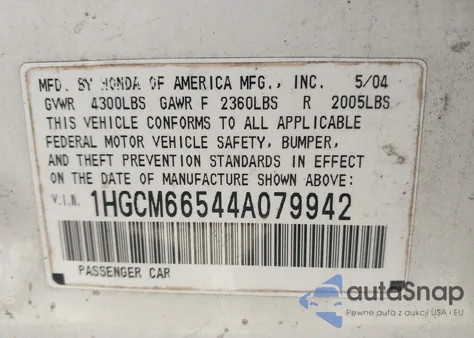 MFD. BY HONDA OF AMERICA MFG., INC. 5/04
GVWR 4300LBS GAWR F 2360LBS R 2005LBS
THIS VEHICLE CONFORMS TO ALL APPLICABLE
FEDERAL MOTOR VEHICLE SAFETY, BUMPER,
AND THEFT PREVENTION STANDARDS IN EFFECT
ON THE DATE OF MANUFACTURE SHOWN ABOVE:
V.I.N. 1HGCM66544A079942
PASSENGER CAR
autoSnap
Pewne auta z aukcji USA i EU